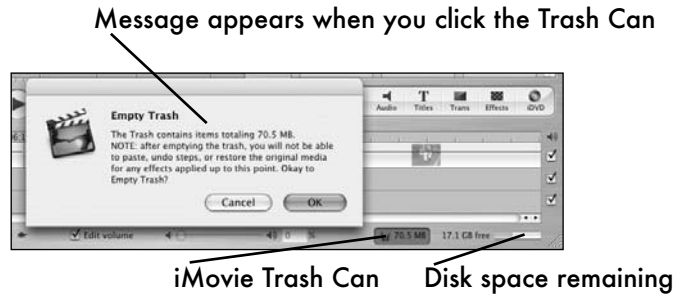 Message appears when you click the Trash Can
Audio Titles Trans Effects iDVD
Empty Trash
The Trash contains items totaling 70.5 MB.
NOTE: after emptying the trash, you will not be able
to paste, undo steps, or restore the original media
for any effects applied up to this point. Okay to
Empty Trash?
Cancel OK
Edit volume 0 % 70.5 MB 17.1 GB free
iMovie Trash Can Disk space remaining